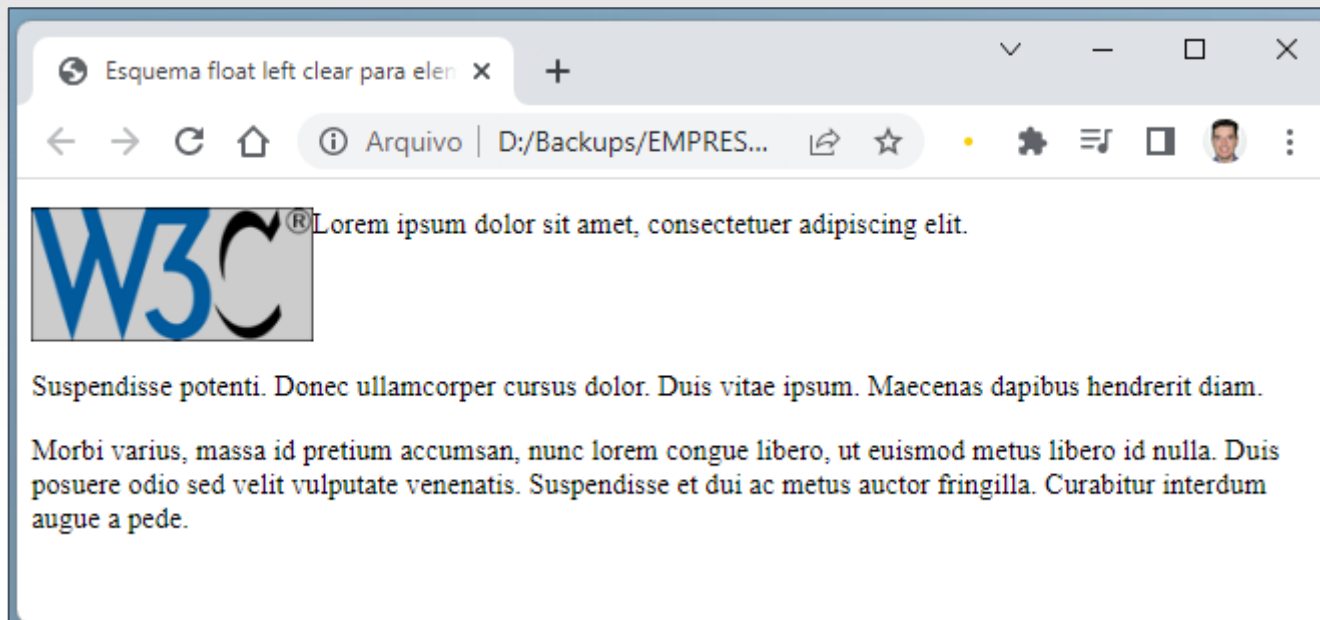 Esquema float left clear para elen
Arquivo | D:/Backups/EMPRES...
W3C®
Lorem ipsum dolor sit amet, consectetuer adipiscing elit.
Suspendisse potenti. Donec ullamcorper cursus dolor. Duis vitae ipsum. Maecenas dapibus hendrerit diam.
Morbi varius, massa id pretium accumsan, nunc lorem congue libero, ut euismod metus libero id nulla. Duis
posuere odio sed velit vulputate venenatis. Suspendisse et dui ac metus auctor fringilla. Curabitur interdum
augue a pede.